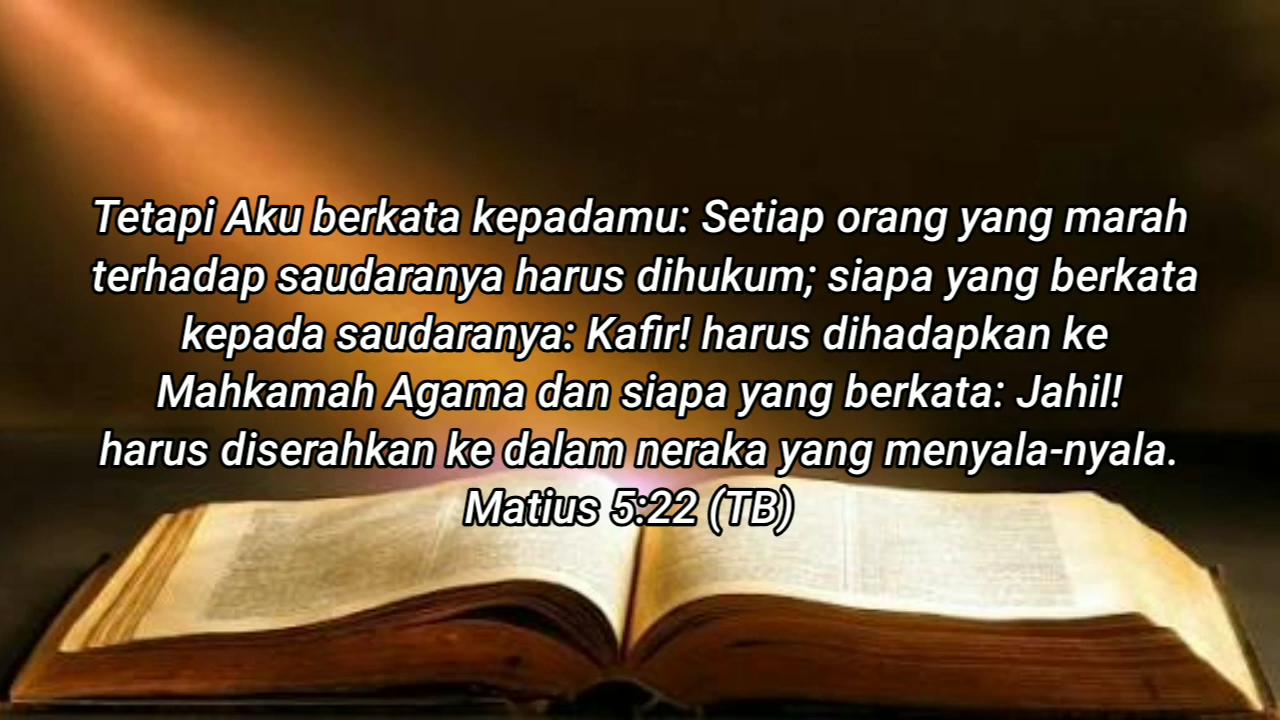 Tetapi Aku berkata kepadamu: Setiap orang yang marah
terhadap saudaranya harus dihukum; siapa yang berkata
kepada saudaranya: Kafir! harus dihadapkan ke
Mahkamah Agama dan siapa yang berkata: Jahil!
harus diserahkan ke dalam neraka yang menyala-nyala.
Matius 5:22 (TB)